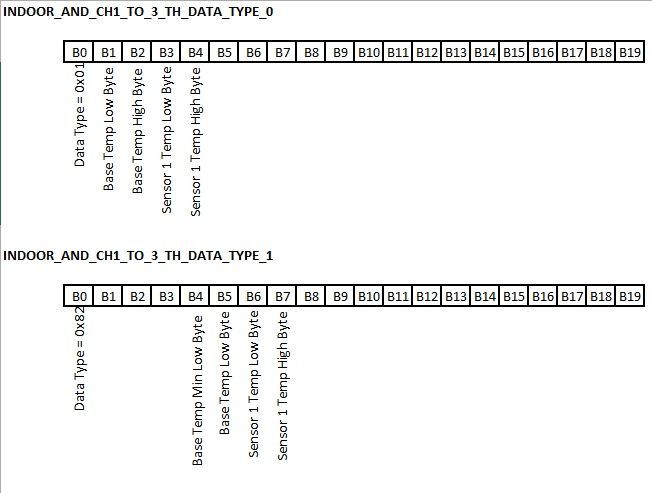 INDOOR_AND_CH1_TO_3_TH_DATA_TYPE_0
B0 B1 B2 B3 B4 B5 B6 B7 B8 B9 B10 B11 B12 B13 B14 B15 B16 B17 B18 B19
Data Type = 0x01
Base Temp Low Byte
Base Temp High Byte
Sensor 1 Temp Low Byte
Sensor 1 Temp High Byte
INDOOR_AND_CH1_TO_3_TH_DATA_TYPE_1
B0 B1 B2 B3 B4 B5 B6 B7 B8 B9 B10 B11 B12 B13 B14 B15 B16 B17 B18 B19
Data Type = 0x82
Base Temp Min Low Byte
Base Temp Low Byte
Sensor 1 Temp Low Byte
Sensor 1 Temp High Byte